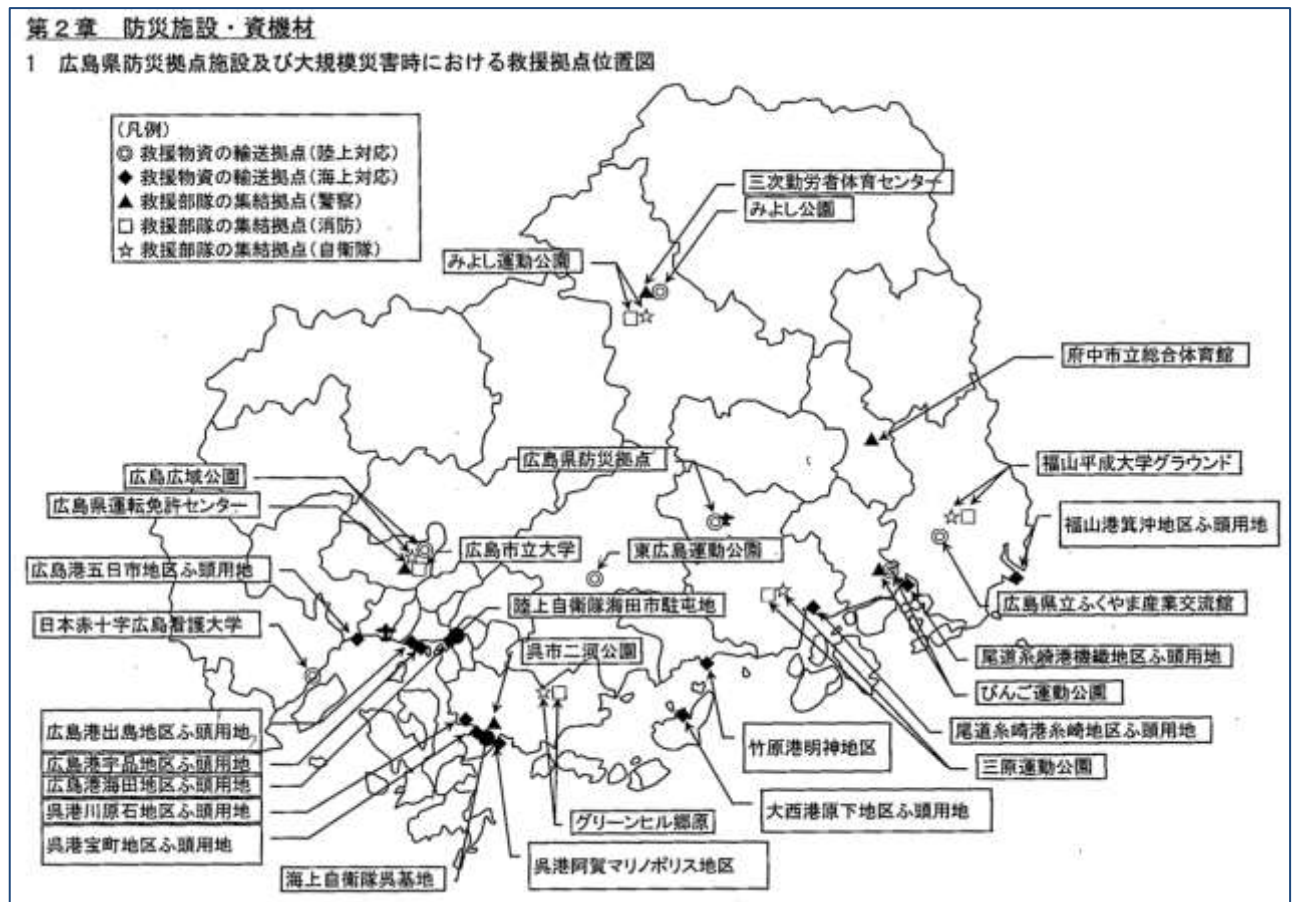 第２章　防災施設・資機材
1　広島県防災拠点施設及び大規模災害時における救援拠点位置図
(凡例)
◎ 救援物資の輸送拠点(陸上対応)
◆ 救援物資の輸送拠点(海上対応)
▲ 救援部隊の集結拠点(警察)
□ 救援部隊の集結拠点(消防)
☆ 救援部隊の集結拠点(自衛隊)
三次勤労者体育センター
みよし公園
みよし運動公園
府中市立総合体育館
広島県防災拠点
福山平成大学グラウンド
広島広域公園
広島県運転免許センター
福山港箕沖地区ふ頭用地
広島市立大学
東広島運動公園
広島港五日市地区ふ頭用地
陸上自衛隊海田市駐屯地
広島県立ふくやま産業交流館
日本赤十字広島看護大学
呉市二河公園
尾道糸崎港機織地区ふ頭用地
びんご運動公園
広島港出島地区ふ頭用地
竹原港明神地区
尾道糸崎港糸崎地区ふ頭用地
広島港宇品地区ふ頭用地
三原運動公園
広島港海田地区ふ頭用地
呉港川原石地区ふ頭用地
大西港原下地区ふ頭用地
グリーンヒル郷原
呉港宝町地区ふ頭用地
呉港阿賀マリノポリス地区
海上自衛隊呉基地